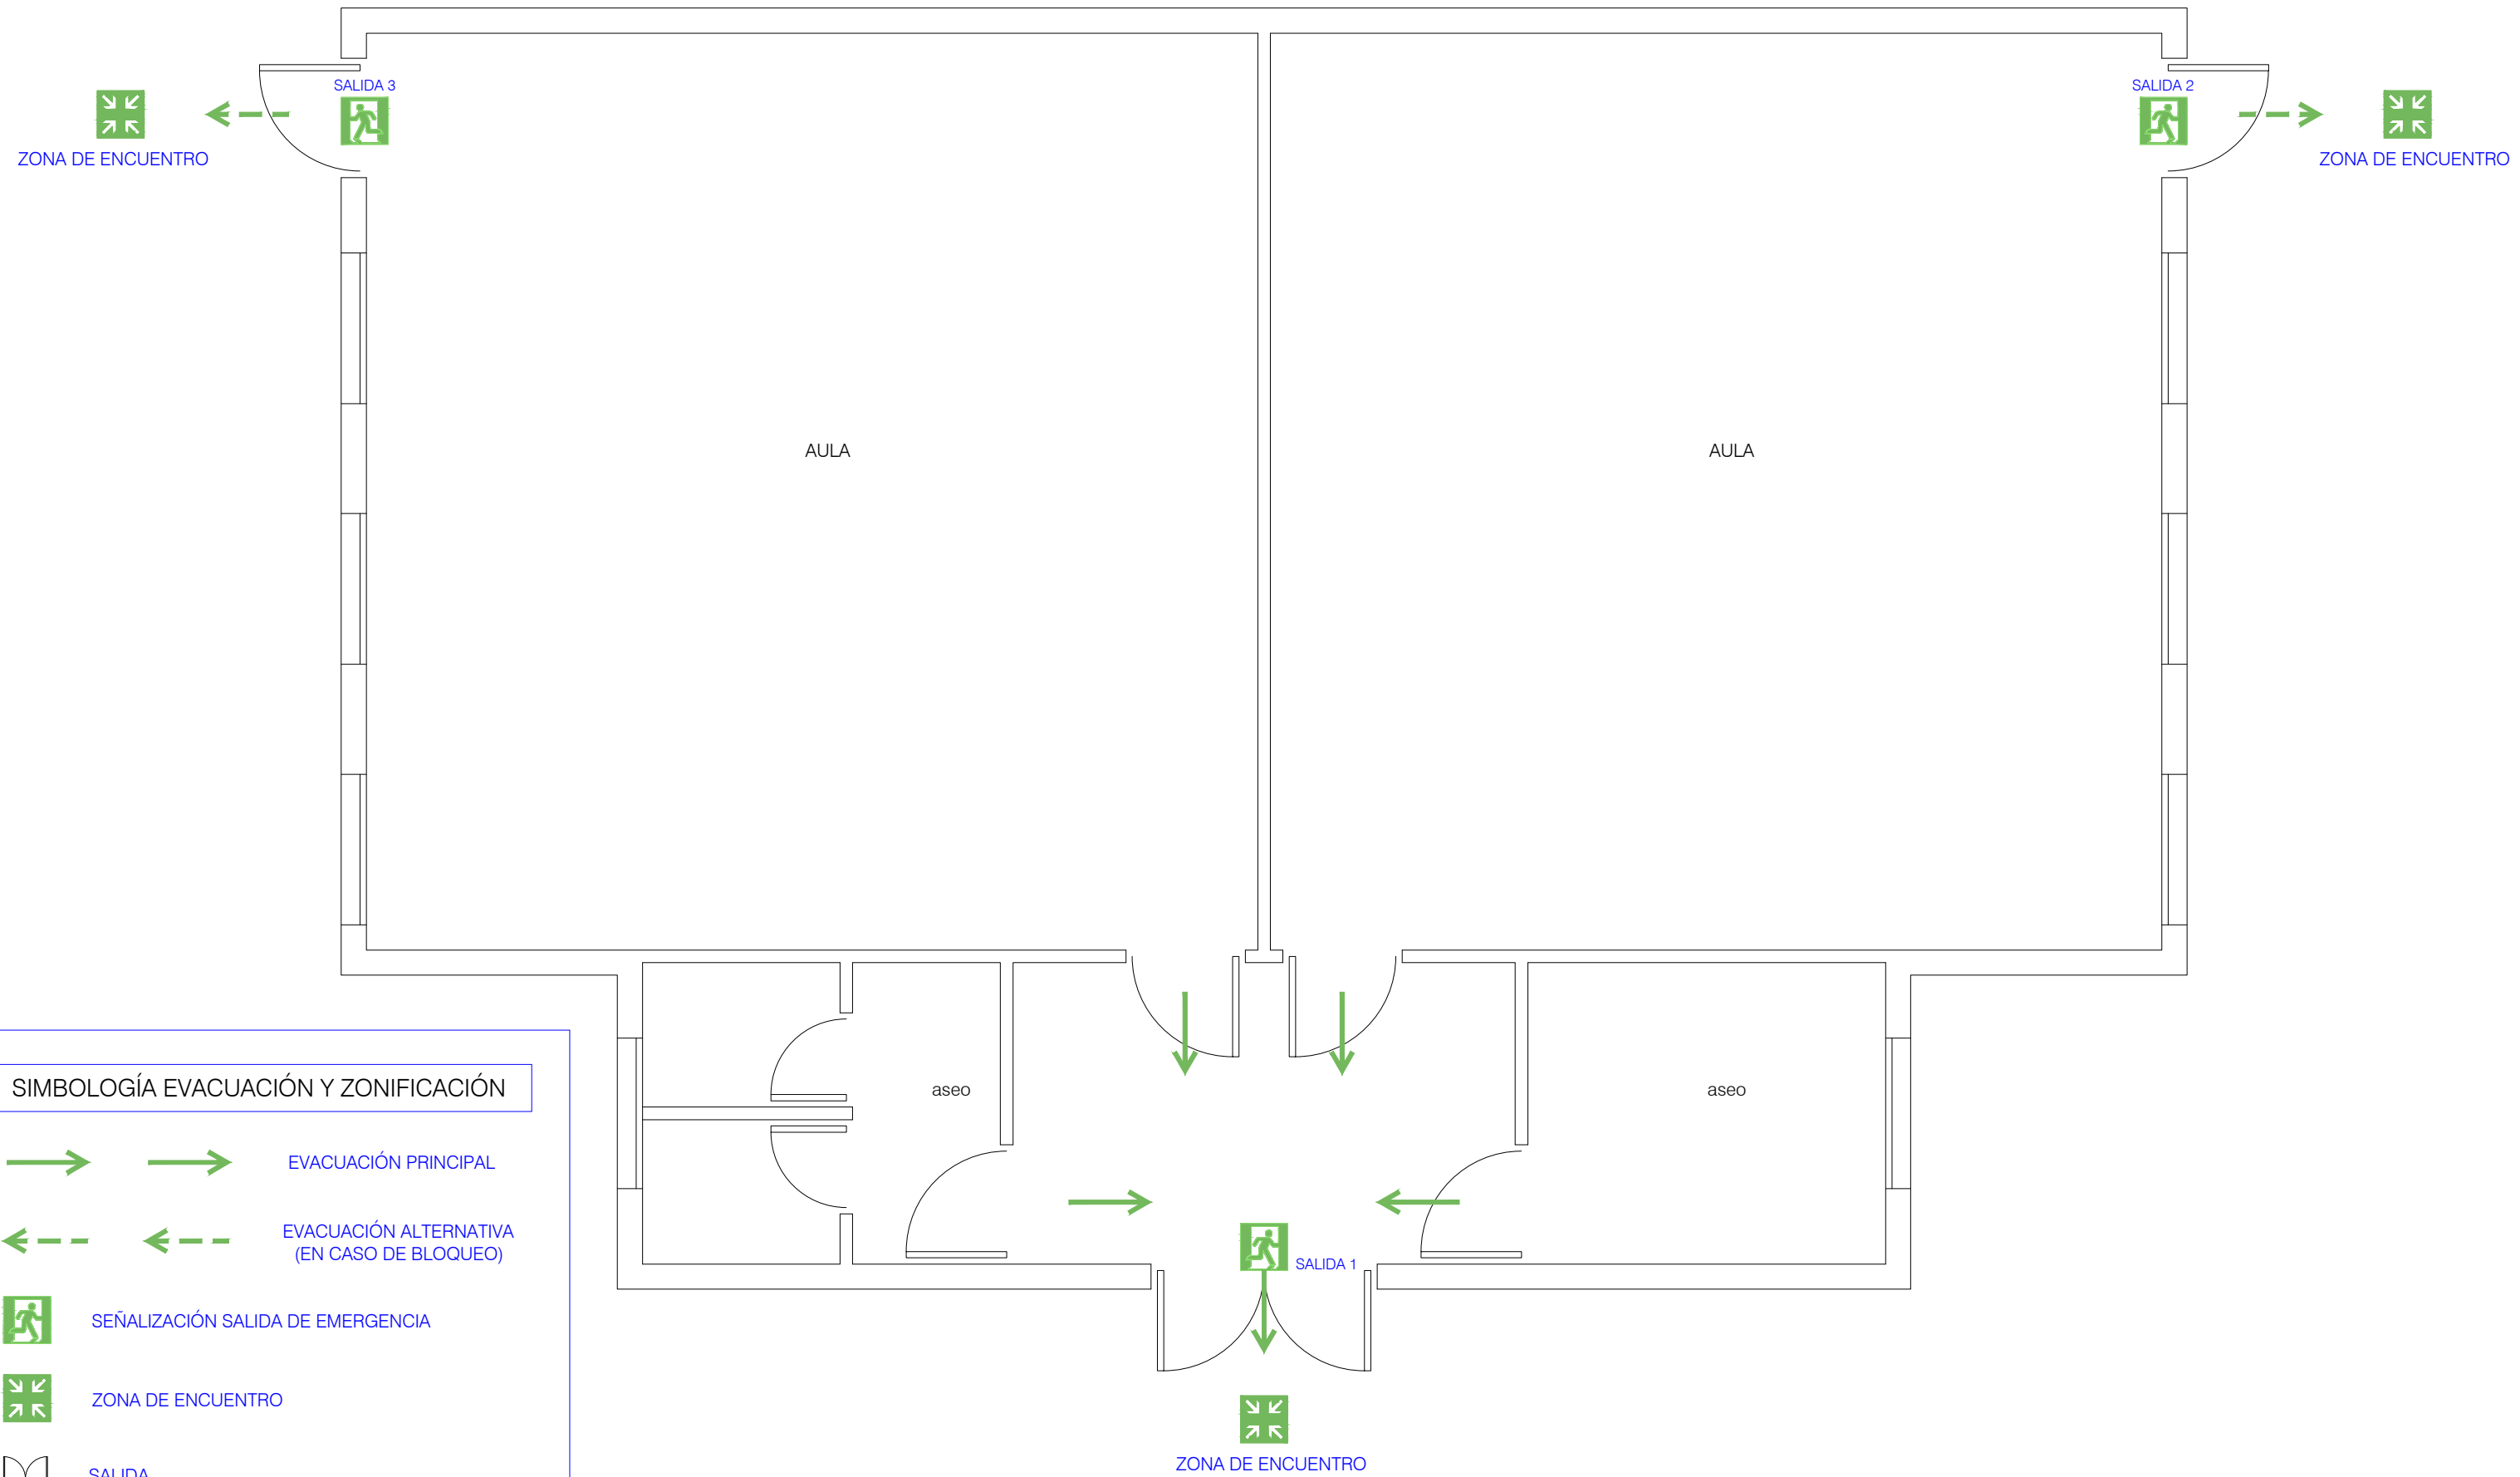 SALIDA 3
SALIDA 2
ZONA DE ENCUENTRO
ZONA DE ENCUENTRO
AULA
AULA
aseo
aseo
SIMBOLOGÍA EVACUACIÓN Y ZONIFICACIÓN
EVACUACIÓN PRINCIPAL
EVACUACIÓN ALTERNATIVA
(EN CASO DE BLOQUEO)
SALIDA 1
SEÑALIZACIÓN SALIDA DE EMERGENCIA
ZONA DE ENCUENTRO
ZONA DE ENCUENTRO
SALIDA